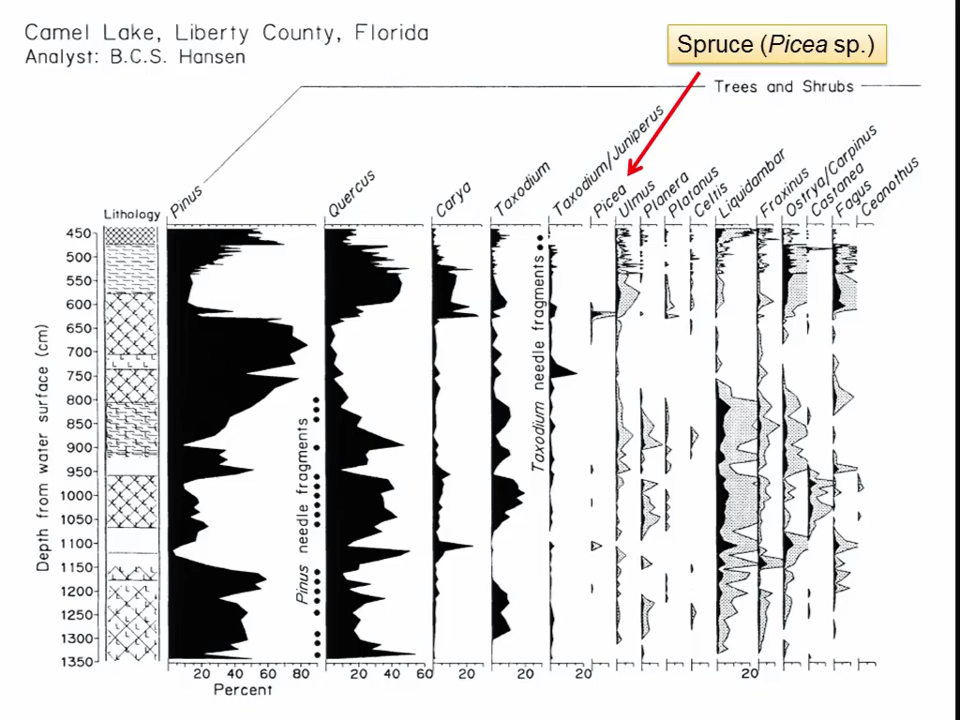 Camel Lake, Liberty County, Florida
Analyst: B.C.S. Hansen
Spruce (Picea sp.)
Trees and Shrubs
Lithology
Pinus
Quercus
Carya
Taxodium
Taxodium/Juniperus
Picea
Ulmus
Planera
Platanus
Celtis
Liquidambar
Fraxinus
Ostrya/Carpinus
Castanea
Fagus
Ceanothus
Depth from water surface (cm)
450
500
550
600
650
700
750
800
850
900
950
1000
1050
1100
1150
1200
1250
1300
1350
Pinus needle fragments
Taxodium needle fragments
20 40 60 80 20 40 60 20 20 20 20
Percent